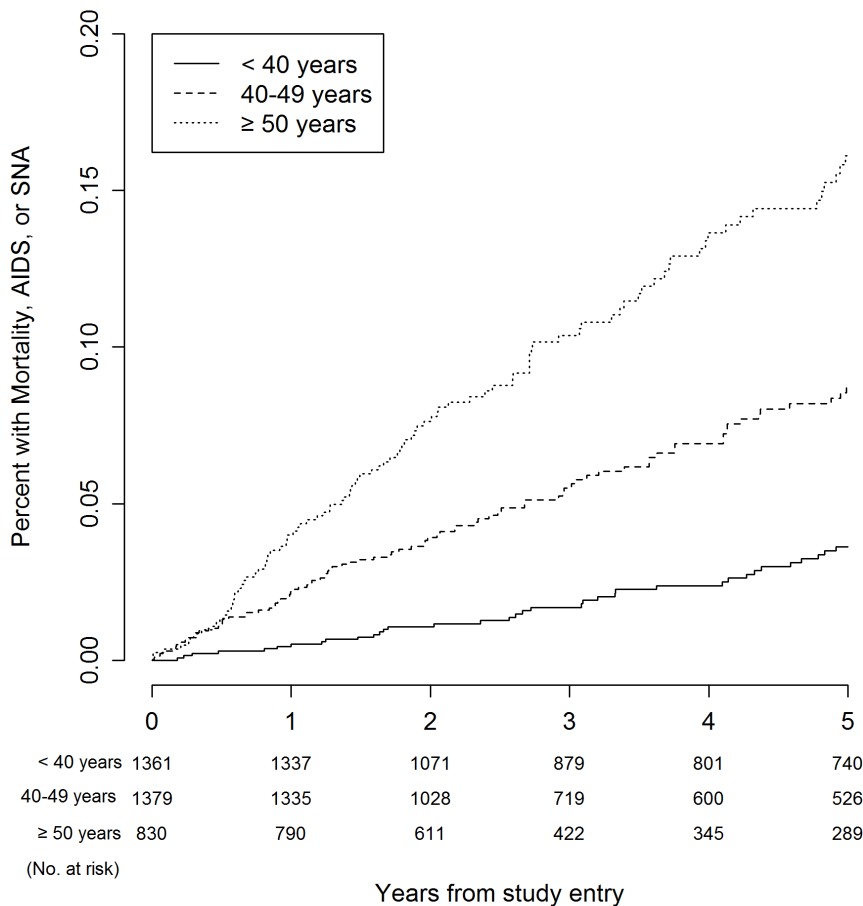 0.20
< 40 years
40-49 years
≥ 50 years
0.15
0.10
0.05
0.00
Percent with Mortality, AIDS, or SNA
0 1 2 3 4 5
< 40 years 1361 1337 1071 879 801 740
40-49 years 1379 1335 1028 719 600 526
≥ 50 years 830 790 611 422 345 289
(No. at risk)
Years from study entry